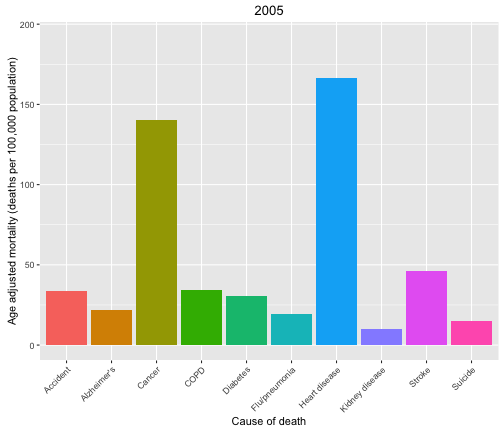 2005
Age adjusted mortality (deaths per 100,000 population)
200
150
100
50
0
Accident
Alzheimer's
Cancer
COPD
Diabetes
Flu/pneumonia
Heart disease
Kidney disease
Stroke
Suicide
Cause of death